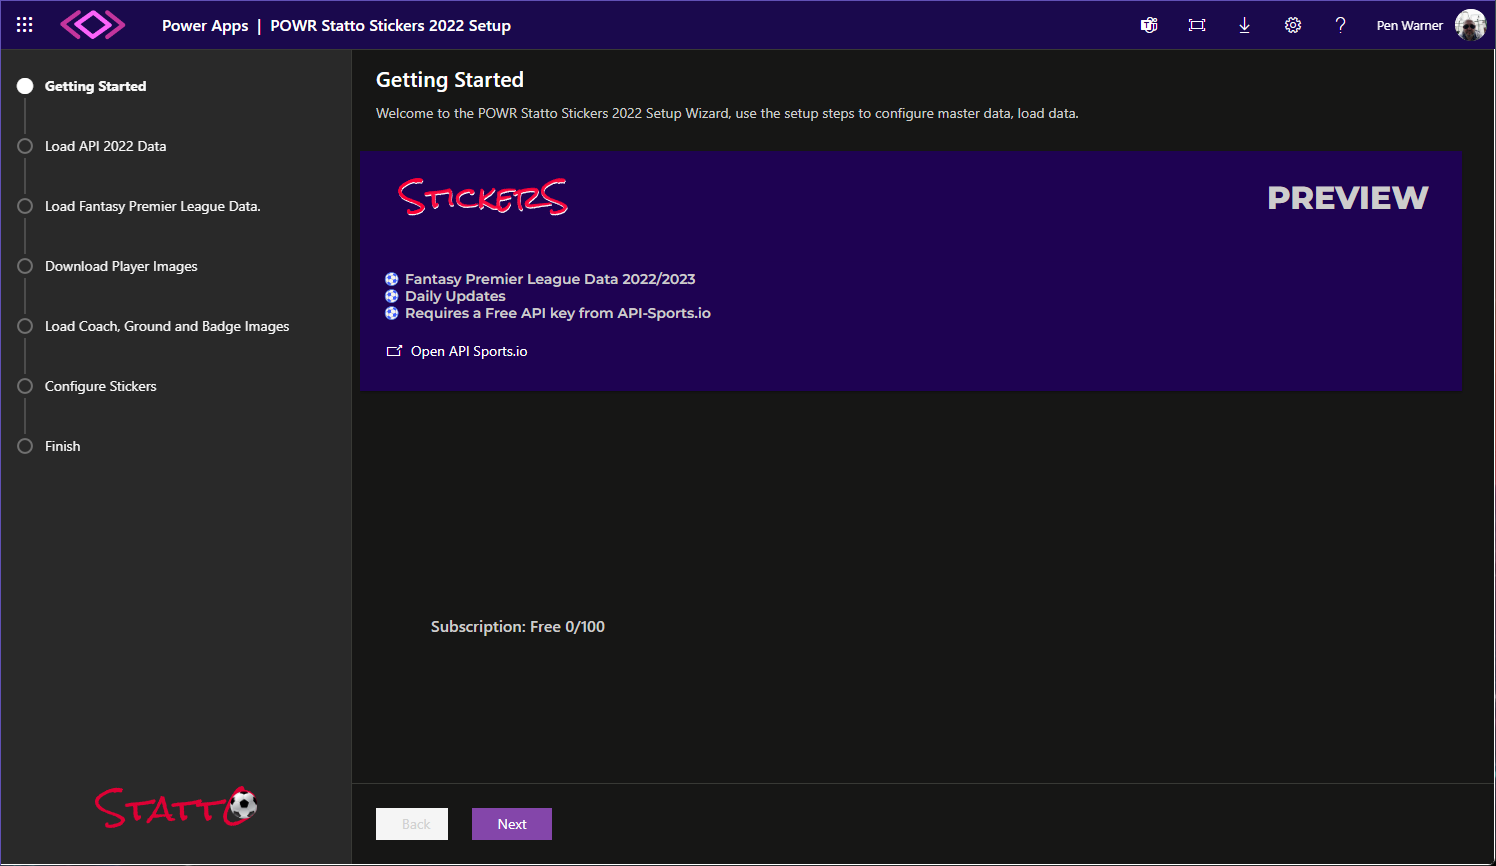 Power Apps | POWR Statto Stickers 2022 Setup
Pen Warner
Getting Started
Load API 2022 Data
Load Fantasy Premier League Data.
Download Player Images
Load Coach, Ground and Badge Images
Configure Stickers
Finish
Statto
Getting Started
Welcome to the POWR Statto Stickers 2022 Setup Wizard, use the setup steps to configure master data, load data.
StickerS
PREVIEW
Fantasy Premier League Data 2022/2023
Daily Updates
Requires a Free API key from API-Sports.io
Open API Sports.io
Subscription: Free 0/100
Back
Next